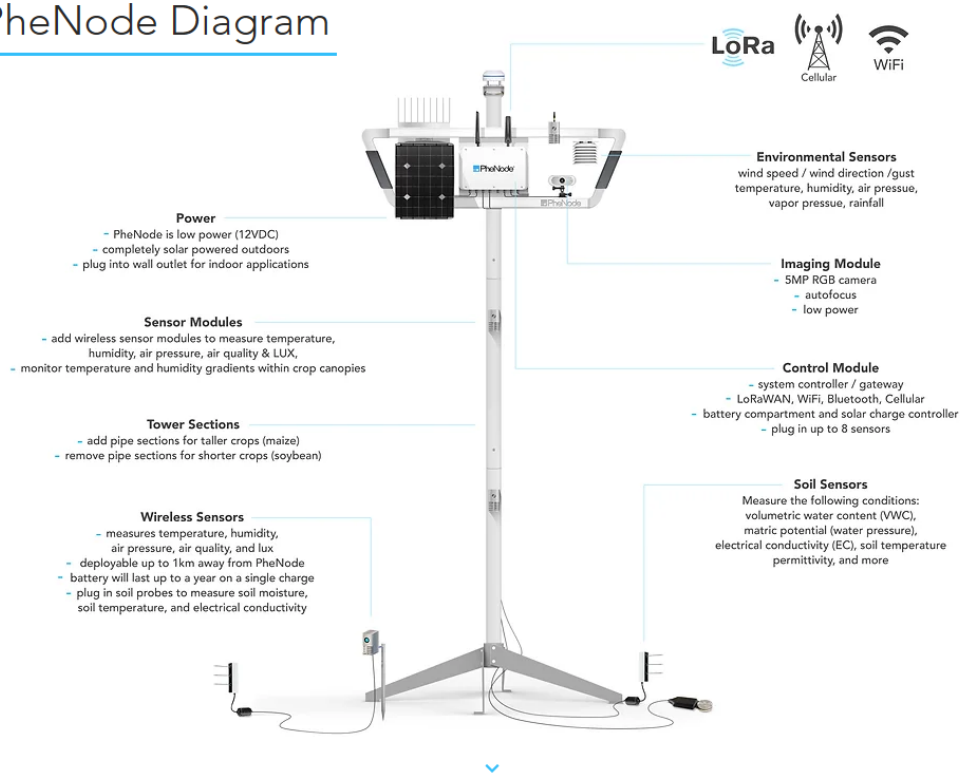 PheNode Diagram
LoRa
Cellular
WiFi
PheNode
PheNode
Environmental Sensors
wind speed / wind direction /gust
temperature, humidity, air pressue,
vapor pressue, rainfall
Power
- PheNode is low power (12VDC)
- completely solar powered outdoors
- plug into wall outlet for indoor applications
Imaging Module
- 5MP RGB camera
- autofocus
- low power
Sensor Modules
- add wireless sensor modules to measure temperature,
humidity, air pressure, air quality & LUX,
- monitor temperature and humidity gradients within crop canopies
Control Module
- system controller / gateway
- LoRaWAN, WiFi, Bluetooth, Cellular
- battery compartment and solar charge controller
- plug in up to 8 sensors
Tower Sections
- add pipe sections for taller crops (maize)
- remove pipe sections for shorter crops (soybean)
Soil Sensors
Measure the following conditions:
volumetric water content (VWC),
matric potential (water pressure),
electrical conductivity (EC), soil temperature
permittivity, and more
Wireless Sensors
- measures temperature, humidity,
air pressure, air quality, and lux
- deployable up to 1km away from PheNode
- battery will last up to a year on a single charge
- plug in soil probes to measure soil moisture,
soil temperature, and electrical conductivity